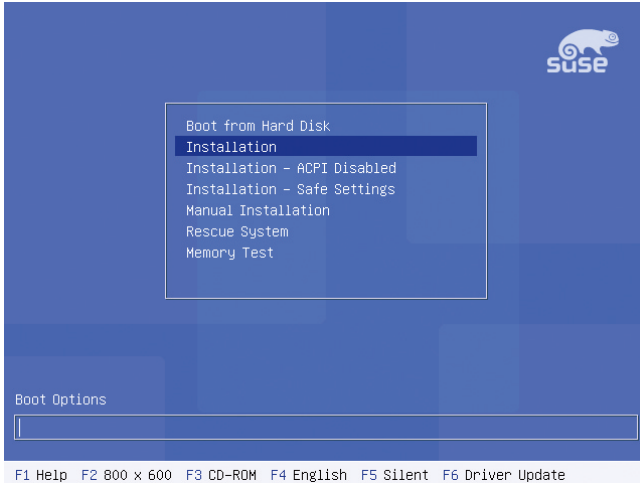 suse
Boot from Hard Disk
Installation
Installation - ACPI Disabled
Installation - Safe Settings
Manual Installation
Rescue System
Memory Test
Boot Options
F1 Help F2 800 x 600 F3 CD-ROM F4 English F5 Silent F6 Driver Update